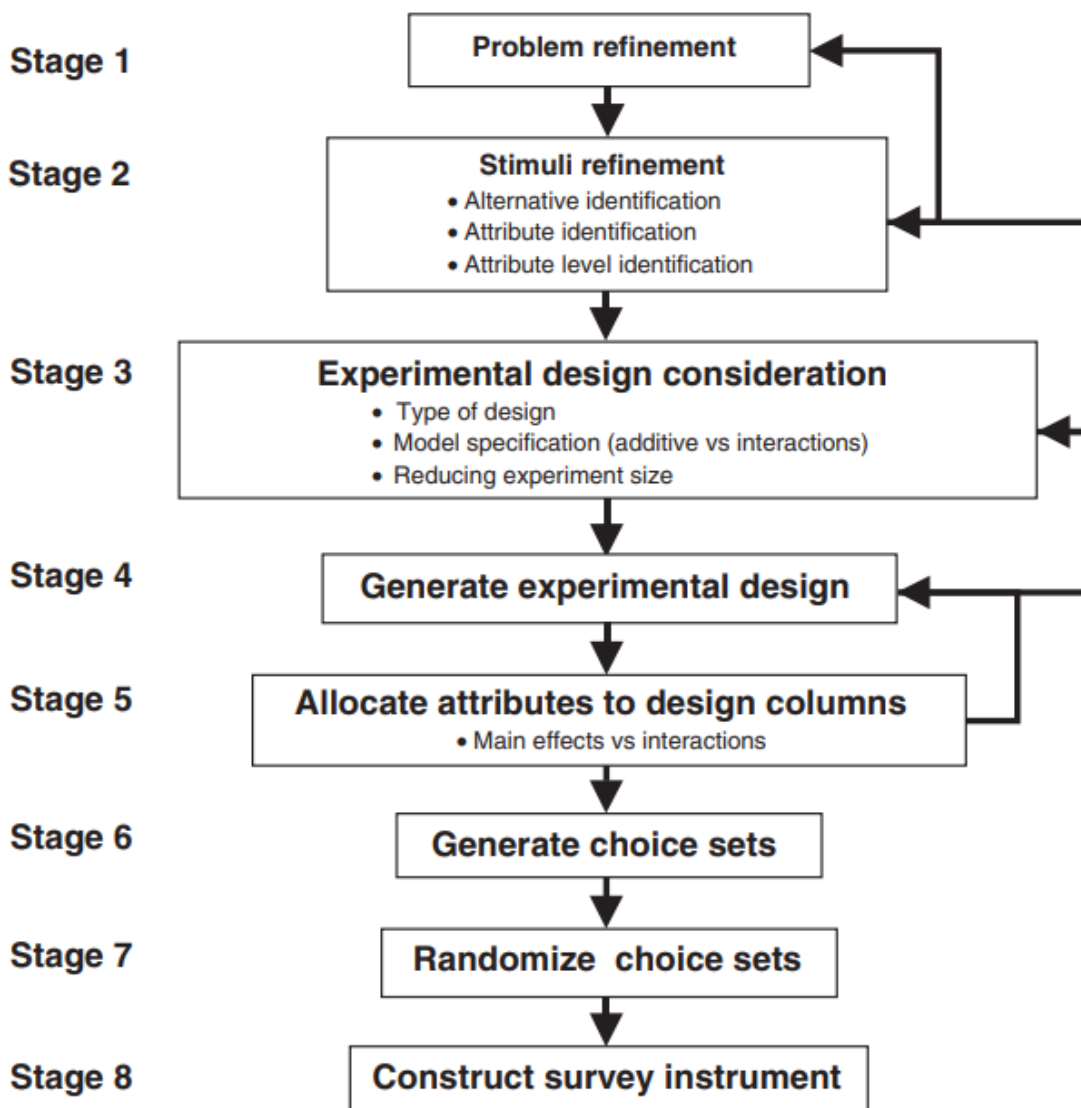 Stage 1
Problem refinement
Stage 2
Stimuli refinement
• Alternative identification
• Attribute identification
• Attribute level identification
Stage 3
Experimental design consideration
• Type of design
• Model specification (additive vs interactions)
• Reducing experiment size
Stage 4
Generate experimental design
Stage 5
Allocate attributes to design columns
• Main effects vs interactions
Stage 6
Generate choice sets
Stage 7
Randomize choice sets
Stage 8
Construct survey instrument